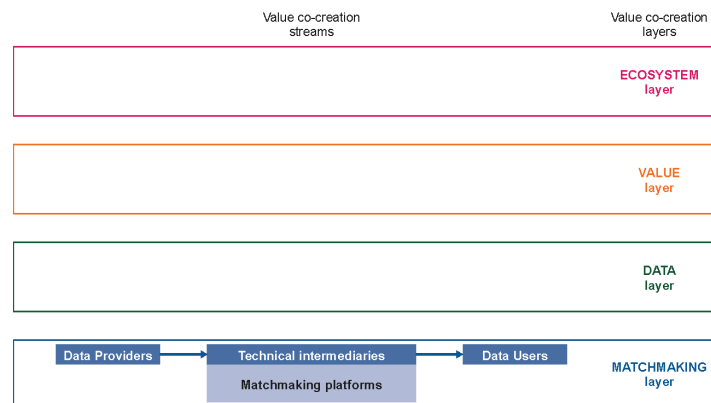 Value co-creation
streams
Value co-creation
layers
ECOSYSTEM
layer
VALUE
layer
DATA
layer
Data Providers
Technical intermediaries
Data Users
Matchmaking platforms
MATCHMAKING
layer